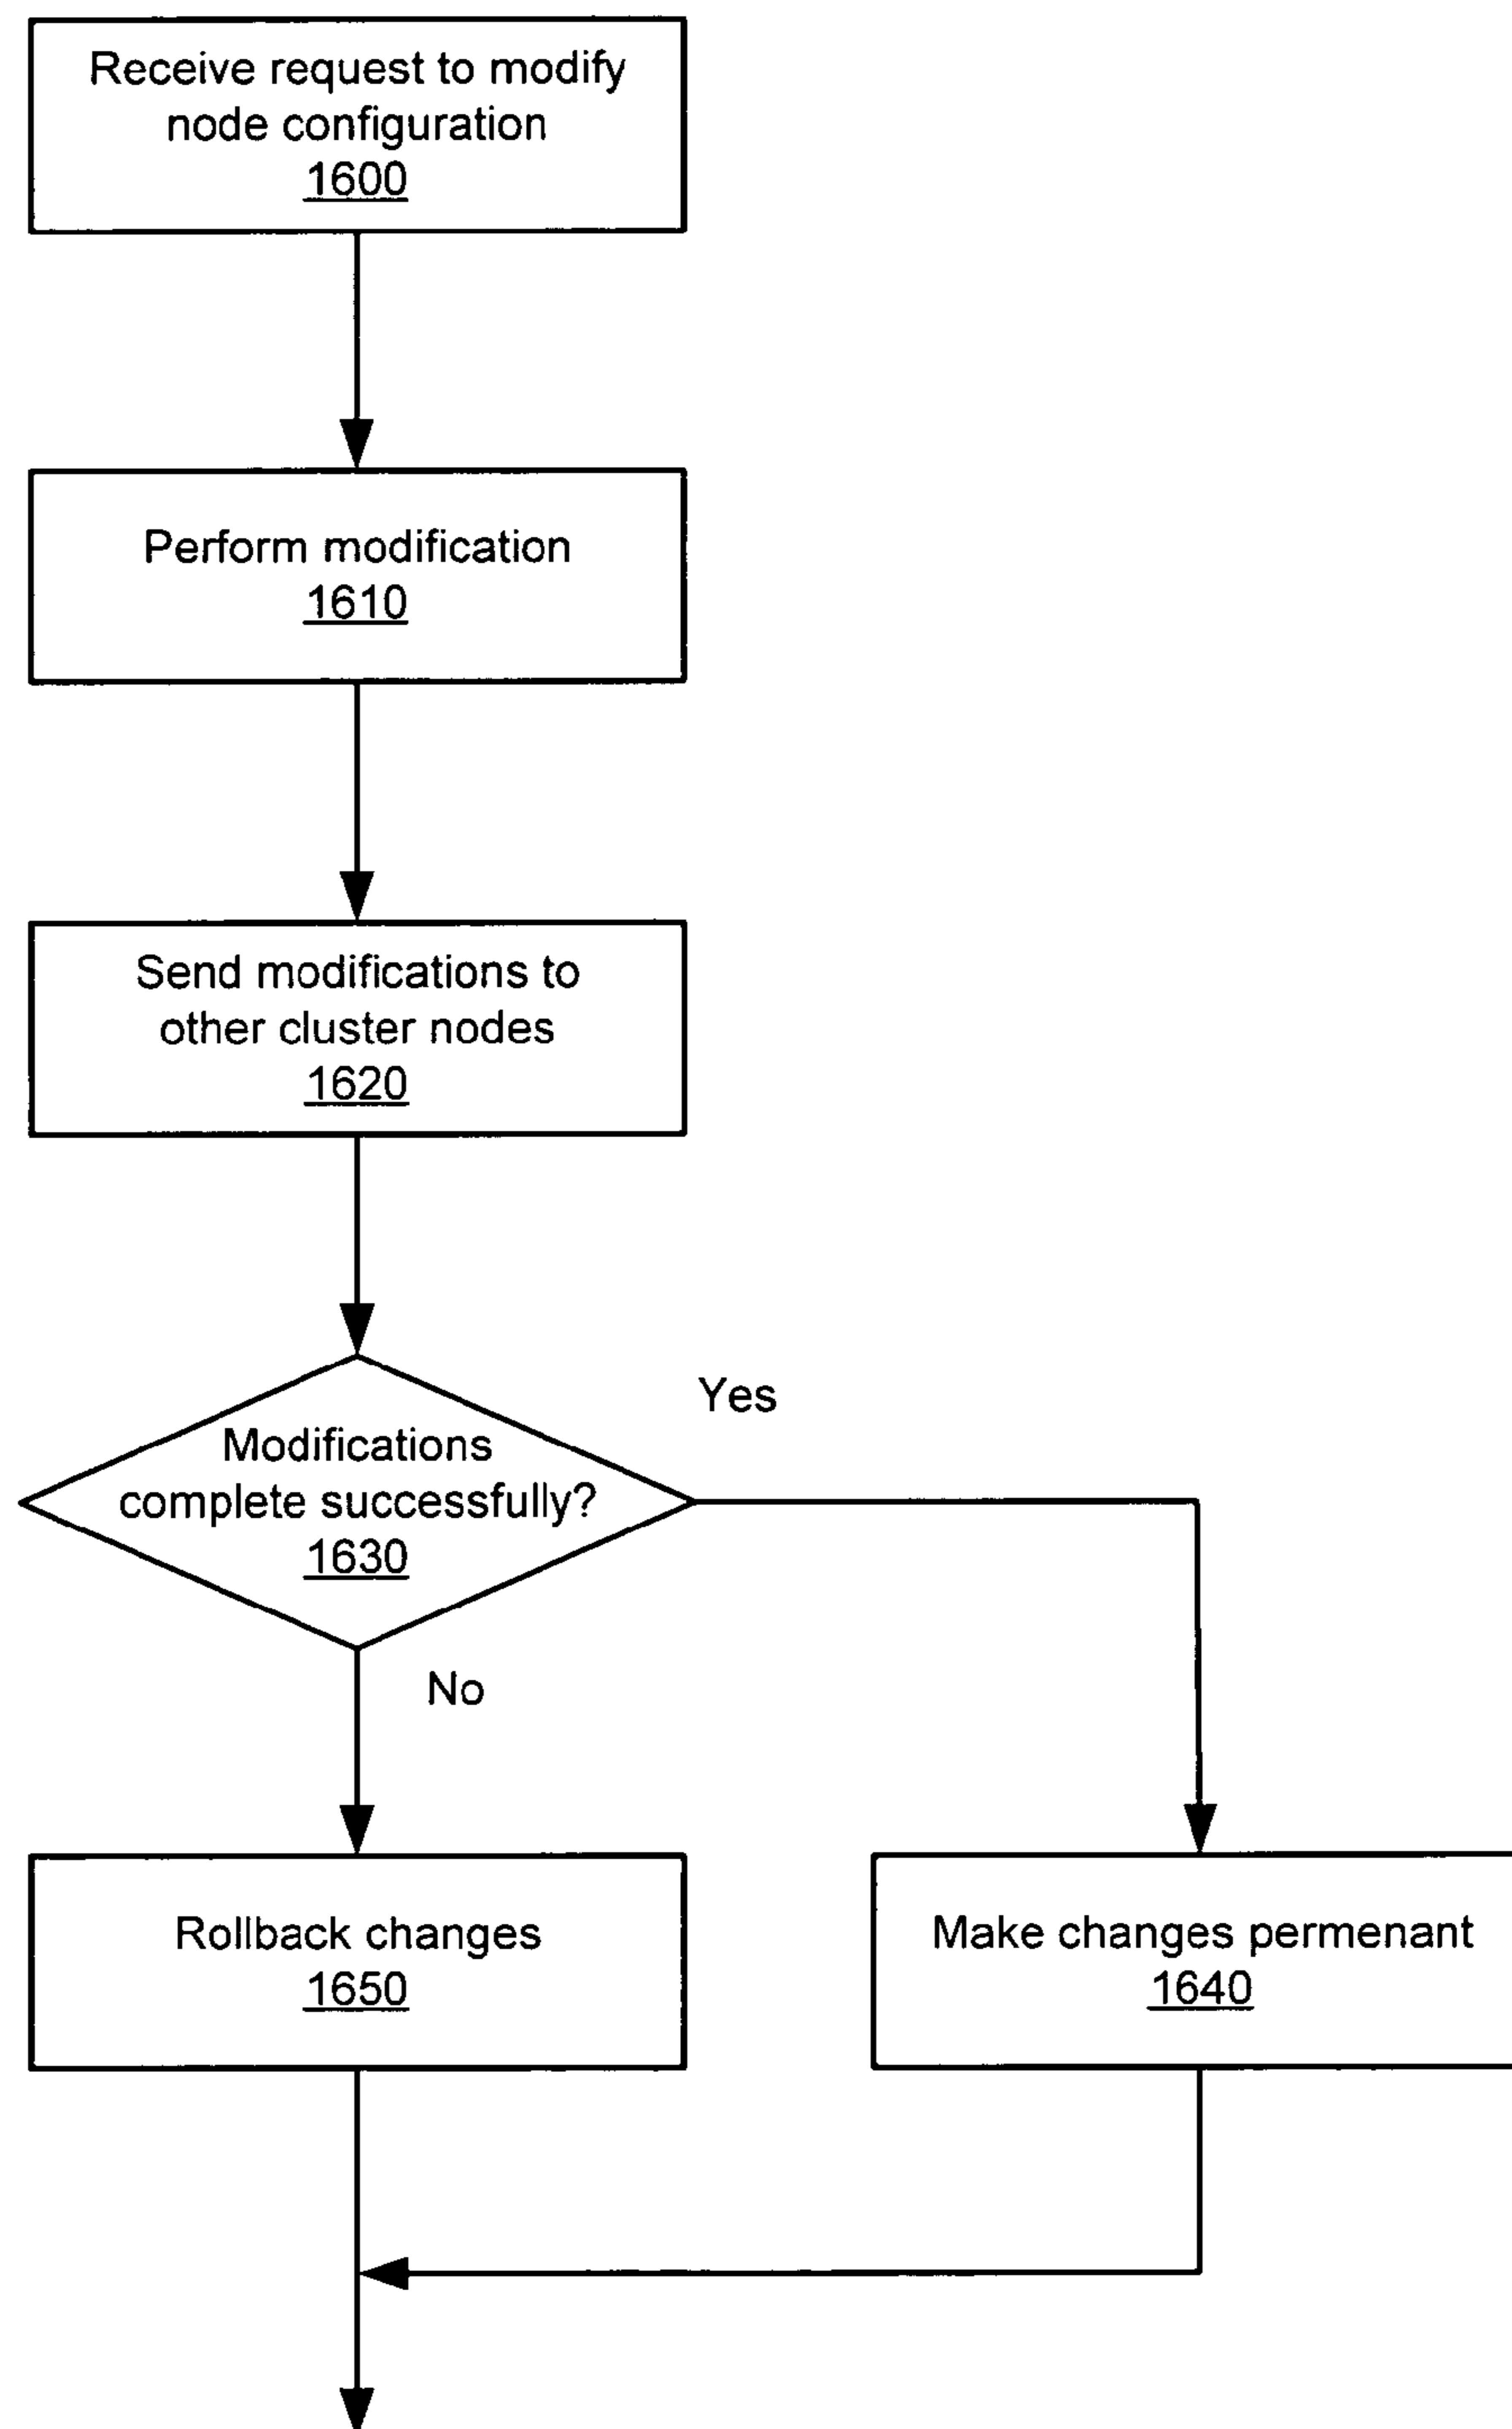 Receive request to modify
node configuration
1600
Perform modification
1610
Send modifications to
other cluster nodes
1620
Yes
Modifications
complete successfully?
1630
No
Rollback changes
1650
Make changes permenant
1640